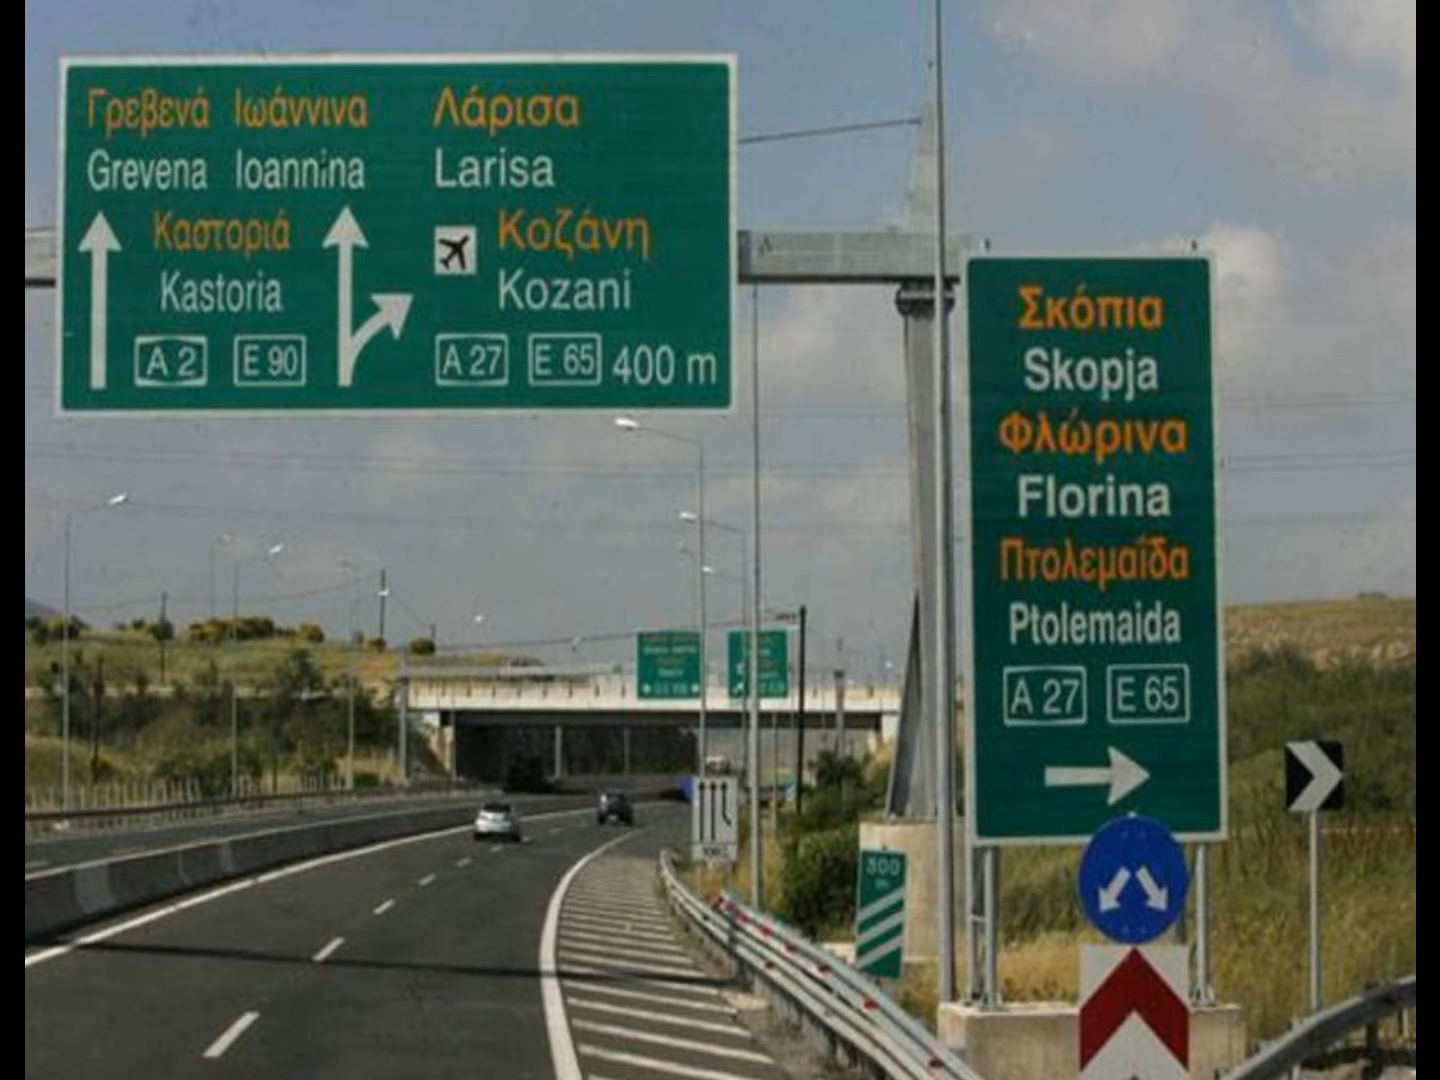 Γρεβενά Ιωάννινα
Grevena Ioannina
Καστοριά
Kastoria
A 2 E 90
Λάρισα
Larisa
Κοζάνη
Kozani
A 27 E 65 400 m
Σκόπια
Skopja
Φλώρινα
Florina
Πτολεμαΐδα
Ptolemaida
A 27 E 65
300
m